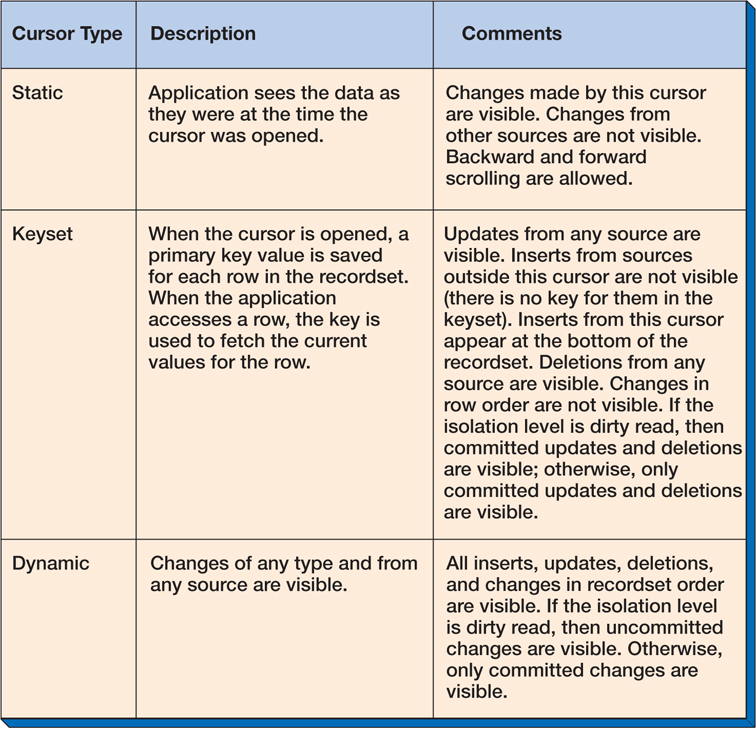 Cursor Type
Description
Comments
Static
Application sees the data as
they were at the time the
cursor was opened.
Changes made by this cursor
are visible. Changes from
other sources are not visible.
Backward and forward
scrolling are allowed.
Keyset
When the cursor is opened, a
primary key value is saved
for each row in the recordset.
When the application
accesses a row, the key is
used to fetch the current
values for the row.
Updates from any source are
visible. Inserts from sources
outside this cursor are not visible
(there is no key for them in the
keyset). Inserts from this cursor
appear at the bottom of the
recordset. Deletions from any
source are visible. Changes in
row order are not visible. If the
isolation level is dirty read, then
committed updates and deletions
are visible; otherwise, only
committed updates and deletions
are visible.
Dynamic
Changes of any type and from
any source are visible.
All inserts, updates, deletions,
and changes in recordset order
are visible. If the isolation level
is dirty read, then uncommitted
changes are visible. Otherwise,
only committed changes are
visible.